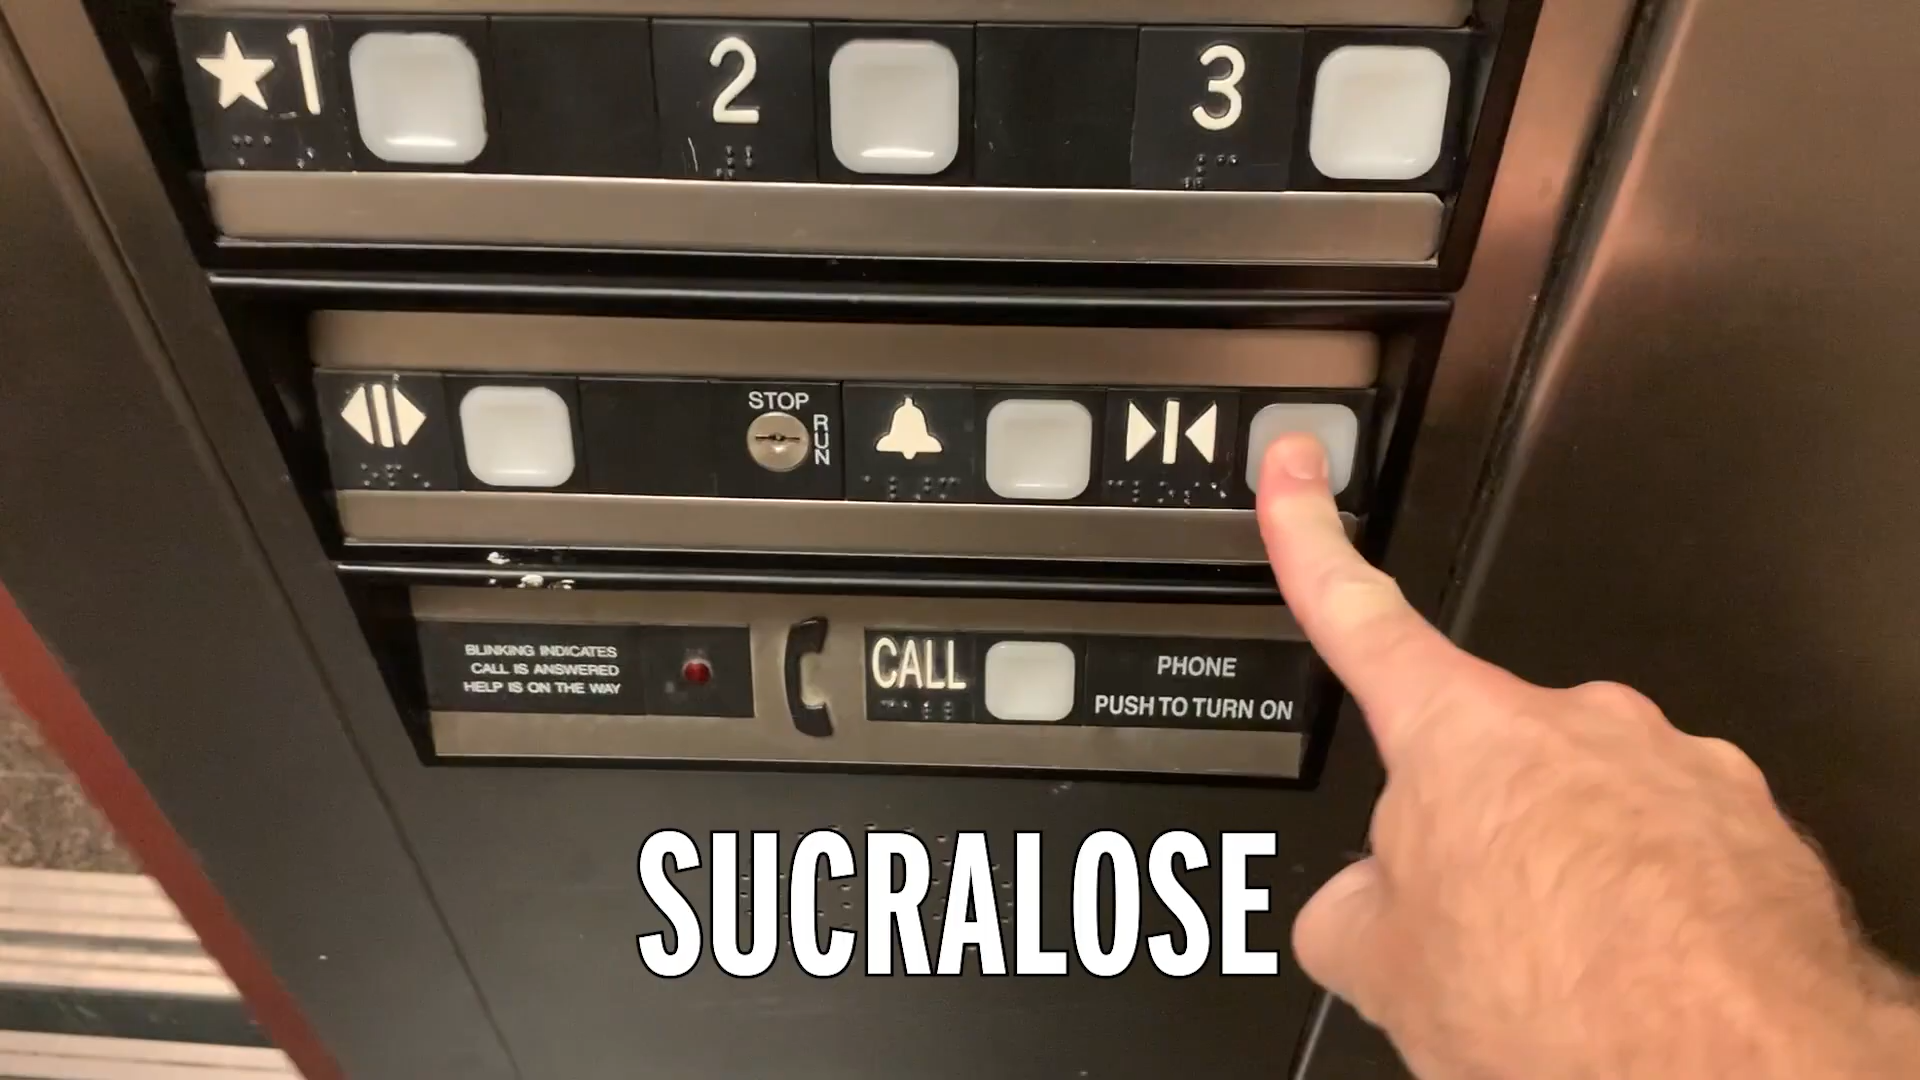 ★1 2 3
STOP
RUN
BLINKING INDICATES
CALL IS ANSWERED
HELP IS ON THE WAY
CALL
PHONE
PUSH TO TURN ON
SUCRALOSE